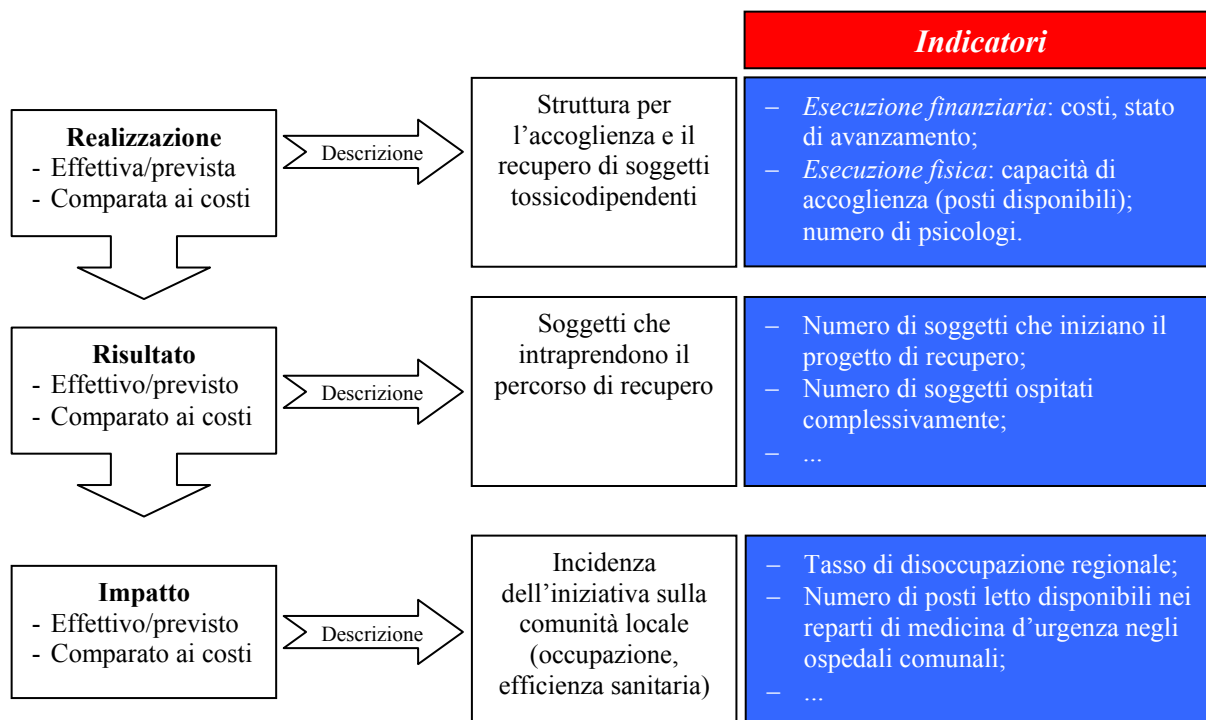 Indicatori
Realizzazione
- Effettiva/prevista
- Comparata ai costi
Descrizione
Struttura per
l’accoglienza e il
recupero di soggetti
tossicodipendenti
– Esecuzione finanziaria: costi, stato
di avanzamento;
– Esecuzione fisica: capacità di
accoglienza (posti disponibili);
numero di psicologi.
Risultato
- Effettivo/previsto
- Comparato ai costi
Descrizione
Soggetti che
intraprendono il
percorso di recupero
– Numero di soggetti che iniziano il
progetto di recupero;
– Numero di soggetti ospitati
complessivamente;
– ...
Impatto
- Effettivo/previsto
- Comparato ai costi
Descrizione
Incidenza
dell’iniziativa sulla
comunità locale
(occupazione,
efficienza sanitaria)
– Tasso di disoccupazione regionale;
– Numero di posti letto disponibili nei
reparti di medicina d’urgenza negli
ospedali comunali;
– ...